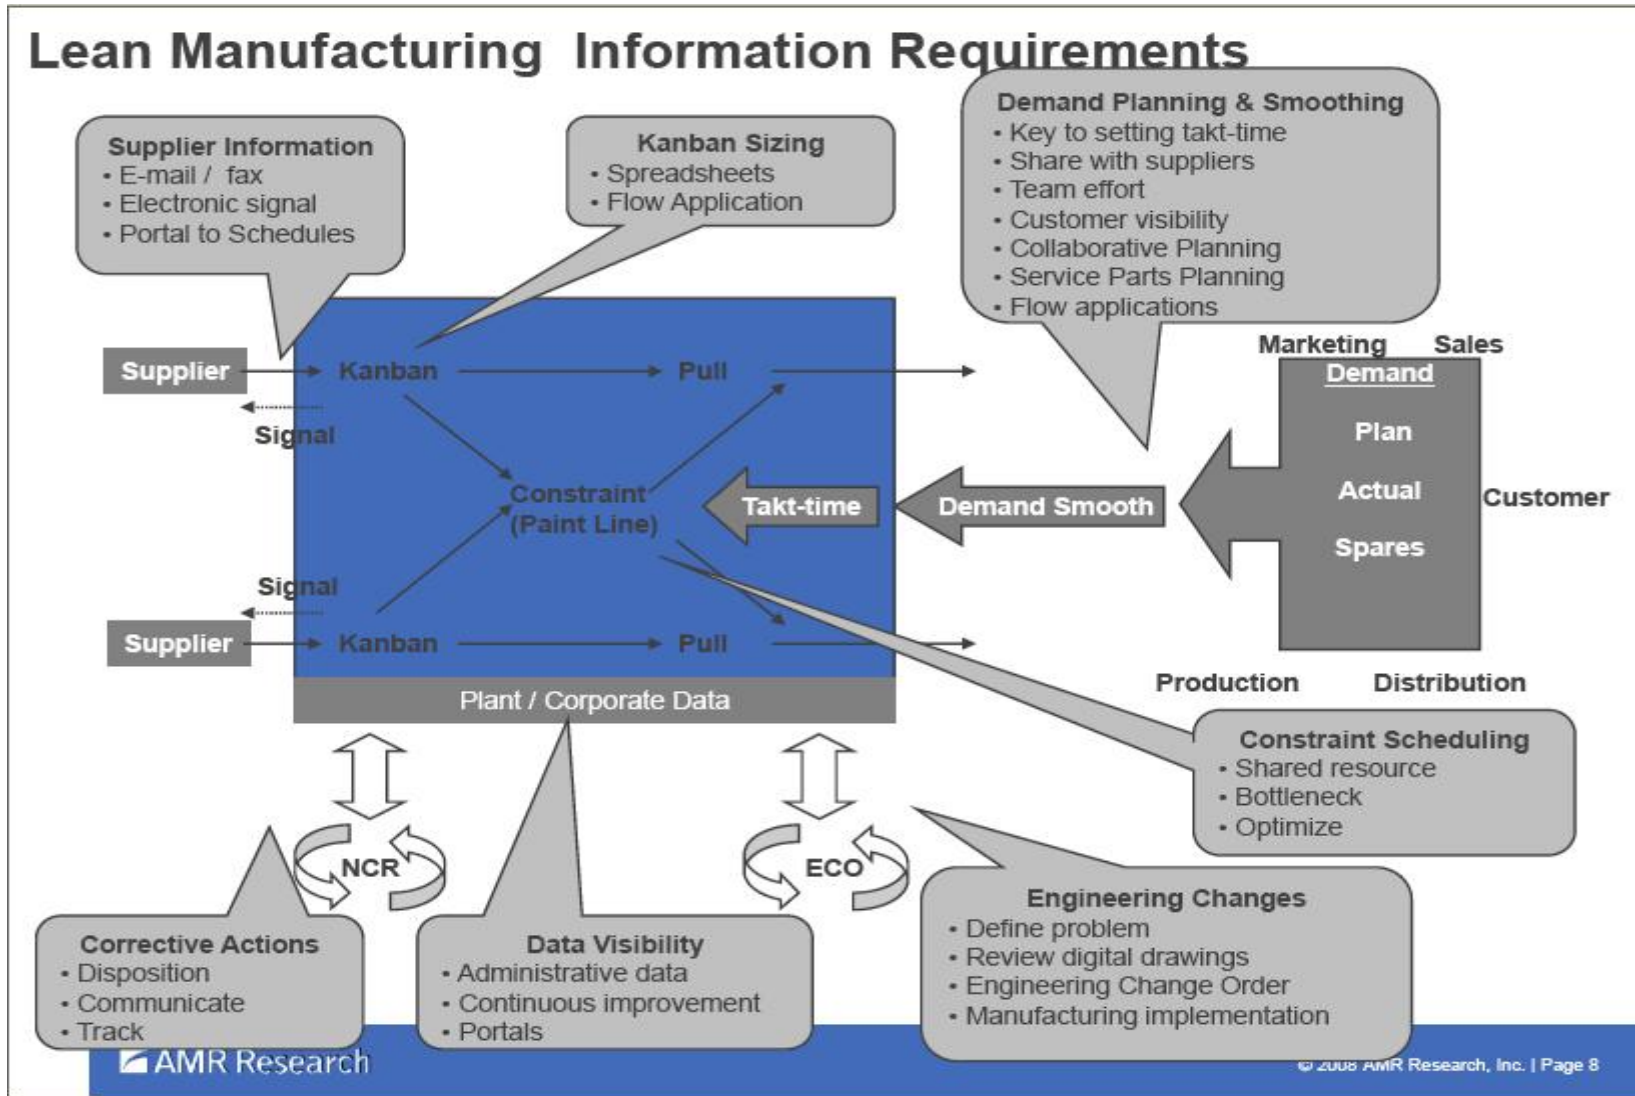 Lean Manufacturing Information Requirements
Supplier Information
• E-mail / fax
• Electronic signal
• Portal to Schedules
Kanban Sizing
• Spreadsheets
• Flow Application
Demand Planning & Smoothing
• Key to setting takt-time
• Share with suppliers
• Team effort
• Customer visibility
• Collaborative Planning
• Service Parts Planning
• Flow applications
Marketing Sales
Supplier
Kanban
Pull
Demand
Signal
Plan
Constraint
(Paint Line)
Takt-time
Demand Smooth
Actual
Customer
Spares
Signal
Supplier
Kanban
Pull
Production Distribution
Plant / Corporate Data
Constraint Scheduling
• Shared resource
• Bottleneck
• Optimize
NCR
ECO
Corrective Actions
• Disposition
• Communicate
• Track
Data Visibility
• Administrative data
• Continuous improvement
• Portals
Engineering Changes
• Define problem
• Review digital drawings
• Engineering Change Order
• Manufacturing implementation
AMR Research
© 2008 AMR Research, Inc. | Page 8